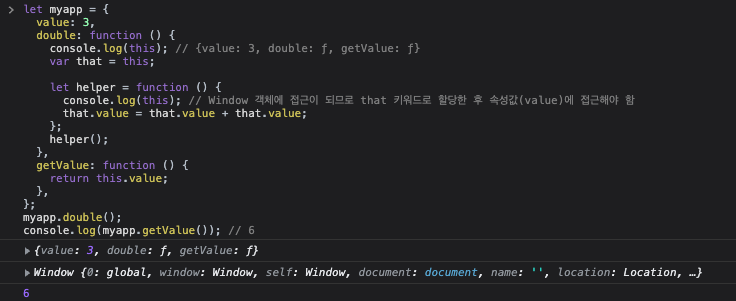 let myapp = {
  value: 3,
  double: function () {
    console.log(this); // {value: 3, double: ƒ, getValue: ƒ}
    var that = this;

    let helper = function () {
      console.log(this); // Window 객체에 접근이 되므로 that 키워드로 할당한 후 속성값(value)에 접근해야 함
      that.value = that.value + that.value;
    };
    helper();
  },
  getValue: function () {
    return this.value;
  },
};
myapp.double();
console.log(myapp.getValue()); // 6
{value: 3, double: ƒ, getValue: ƒ}
Window {0: global, window: Window, self: Window, document: document, name: '', location: Location, …}
6